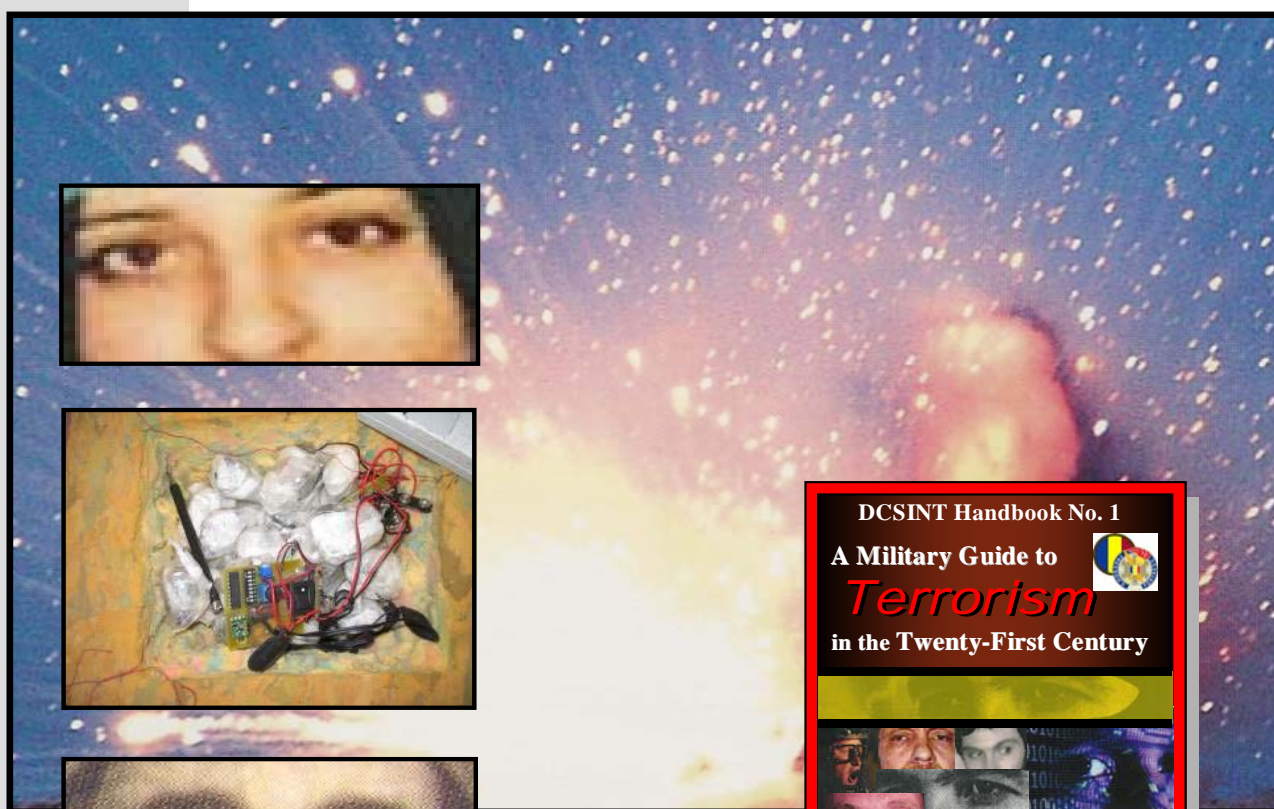 DCSINT Handbook No. 1
A Military Guide to
Terrorism
in the Twenty-First Century